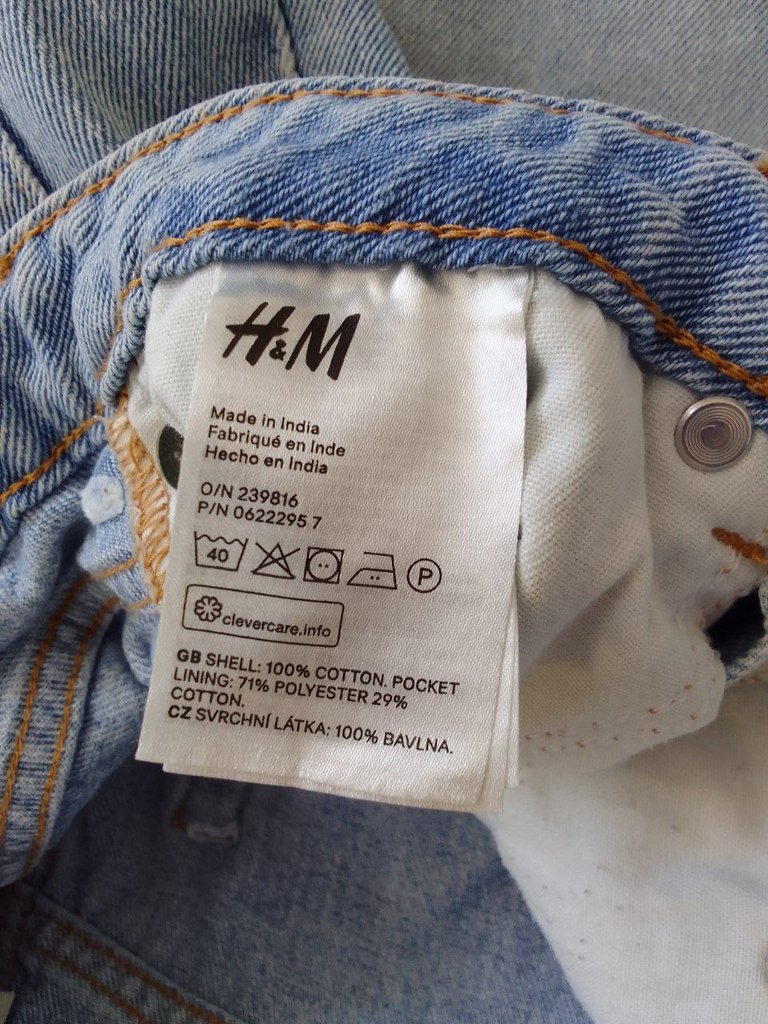 H&M
Made in India
Fabriqué en Inde
Hecho en India
O/N 239816
P/N 0622295 7
40
P
clevercare.info
GB SHELL: 100% COTTON. POCKET
LINING: 71% POLYESTER 29%
COTTON.
CZ SVRCHNÍ LÁTKA: 100% BAVLNA.